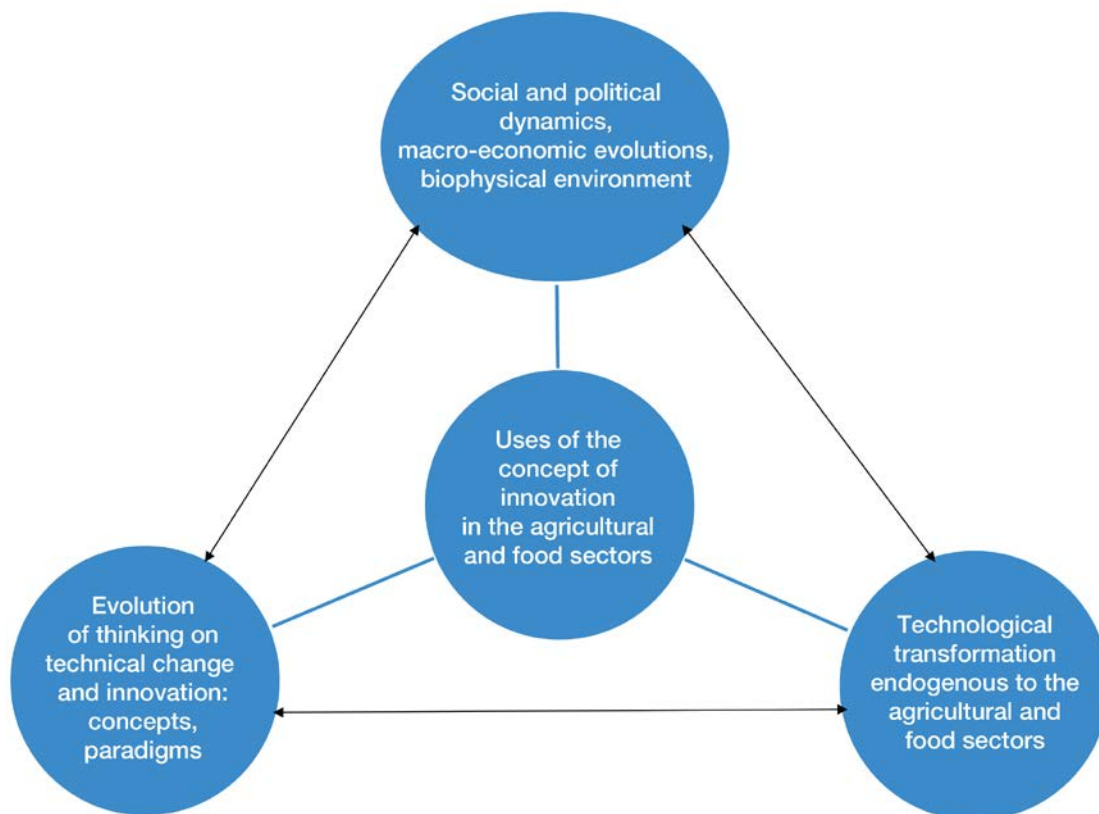 Social and political
dynamics,
macro-economic evolutions,
biophysical environment
Uses of the
concept of
innovation
in the agricultural
and food sectors
Evolution
of thinking on
technical change
and innovation:
concepts,
paradigms
Technological
transformation
endogenous to the
agricultural and
food sectors